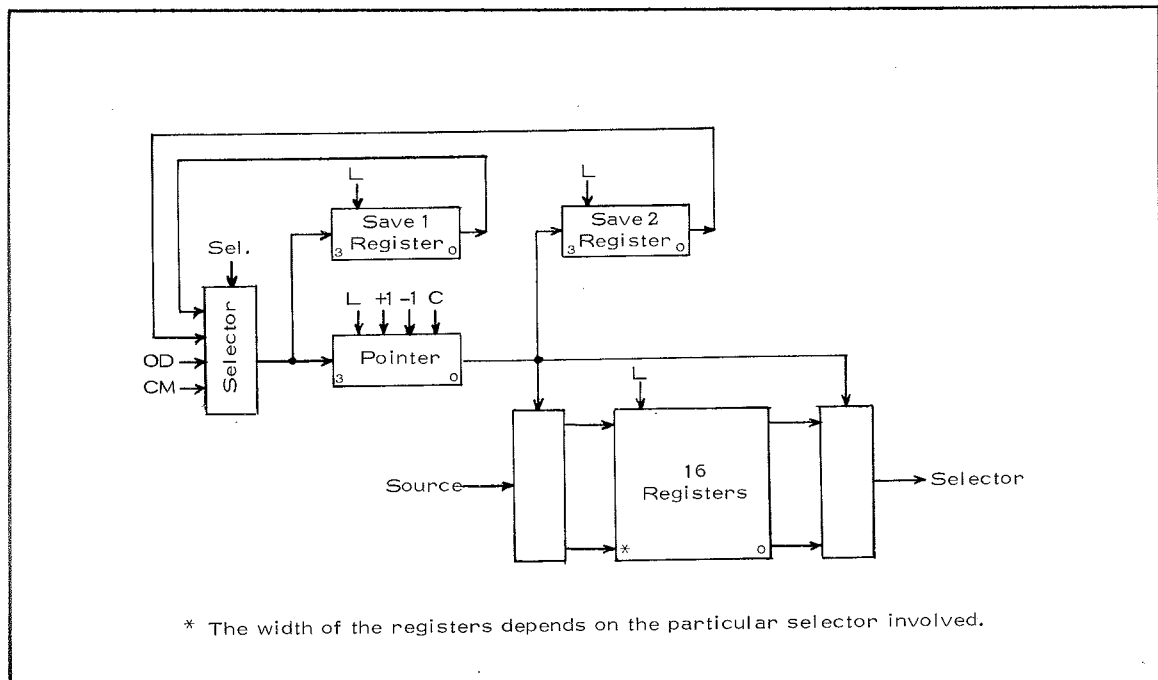 L
Save 1
Register
3 0
L
Save 2
Register
3 0
Sel.
Selector
OD
CM
L +1 -1 C
Pointer
3 0
L
Source
16
Registers
* 0
Selector
* The width of the registers depends on the particular selector involved.